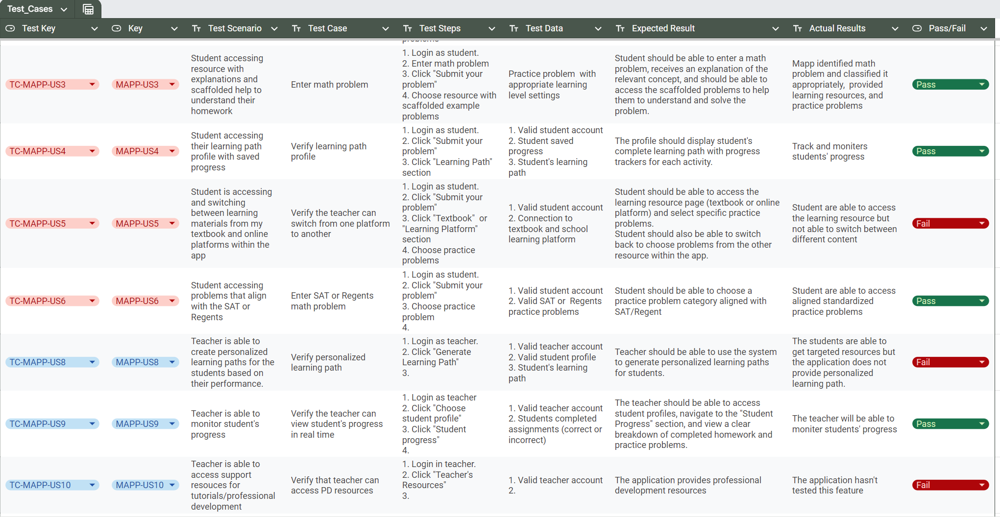 Test_Cases
Test Key
Key
Test Scenario
Test Case
Test Steps
Test Data
Expected Result
Actual Results
Pass/Fail
problems
TC-MAPP-US3
MAPP-US3
Student accessing
resource with
explanations and
scaffolded help to
understand their
homework
Enter math problem
1. Login as student.
2. Enter math problem
3. Click "Submit your
problem"
4. Choose resource with
scaffolded example
problems
Practice problem  with
appropriate learning
level settings
Student should be able to enter a math
problem, receives an explanation of the
relevant concept, and should be able to
access the scaffolded problems to help
them to understand and solve the
problem.
Mapp identified math
problem and classified it
appropriately,  provided
learning resources, and
practice problems
Pass
TC-MAPP-US4
MAPP-US4
Student accessing
their learning path
profile with saved
progress
Verify learning path
profile
1. Login as student.
2. Click "Submit your
problem"
3. Click "Learning Path"
section
1. Valid student account
2. Student saved
progress
3. Student's learning
path
The profile should display student's
complete learning path with progress
trackers for each activity.
Track and moniters
students' progress
Pass
TC-MAPP-US5
MAPP-US5
Student is accessing
and switching
between learning
materials from my
textbook and online
platforms within the
app
Verify the teacher can
switch from one platform
to another
1. Login as student.
2. Click "Submit your
problem"
3. Click "Textbook"  or
"Learning Platform"
section
4. Choose practice
problems
1. Valid student account
2. Connection to
textbook and school
learning platform
Student should be able to access the
learning resource page (textbook or online
platform) and select specific practice
problems.
Student should also be able to switch
back to choose problems from the other
resource within the app.
Student are able to access
the learning resource but
not able to switch between
different content
Fail
TC-MAPP-US6
MAPP-US6
Student accessing
problems that align
with the SAT or
Regents
Enter SAT or Regents
math problem
1. Login as student.
2. Click "Submit your
problem"
3. Choose practice
problem
4.
1. Valid student account
2. Valid SAT or  Regents
practice problems
Student should be able to choose a
practice problem category aligned with
SAT/Regent
Student are able to access
aligned standardized
practice problems
Pass
TC-MAPP-US8
MAPP-US8
Teacher is able to
create personalized
learning paths for the
students based on
their performance.
Verify personalized
learning path
1. Login as teacher.
2. Click "Generate
Learning Path"
3.
1. Valid teacher account
2. Valid student profile
3. Student's learning
path
Teacher should be able to use the system
to generate personalized learning paths
for students.
The students are able to
get targeted resources but
the application does not
provide personalized
learning path.
Fail
TC-MAPP-US9
MAPP-US9
Teacher is able to
monitor student's
progress
Verify the teacher can
view student's progress
in real time
1. Login as teacher
2. Click "Choose
student profile"
3. Click "Student
progress"
4.
1. Valid teacher account
2. Students completed
assignments (correct or
incorrect)
The teacher should be able to access
student profiles, navigate to the "Student
Progress" section, and view a clear
breakdown of completed homework and
practice problems.
The teacher will be able to
moniter students' progress
Pass
TC-MAPP-US10
MAPP-US10
Teacher is able to
access support
resouces for
tutorials/professional
development
Verify that teacher can
access PD resources
1. Login in teacher.
2. Click "Teacher's
Resources"
3.
1. Valid teacher account
2.
The application provides professional
development resources
The application hasn't
tested this feature
Fail